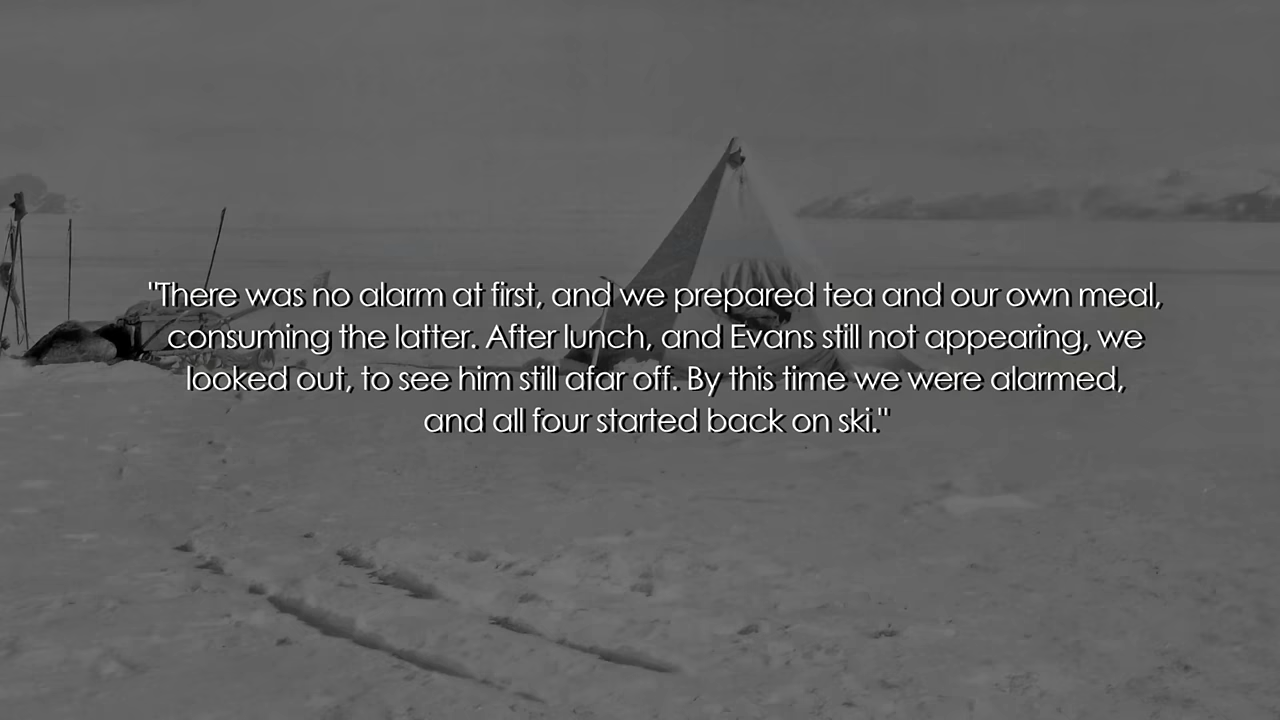 "There was no alarm at first, and we prepared tea and our own meal,
consuming the latter. After lunch, and Evans still not appearing, we
looked out, to see him still afar off. By this time we were alarmed,
and all four started back on ski."